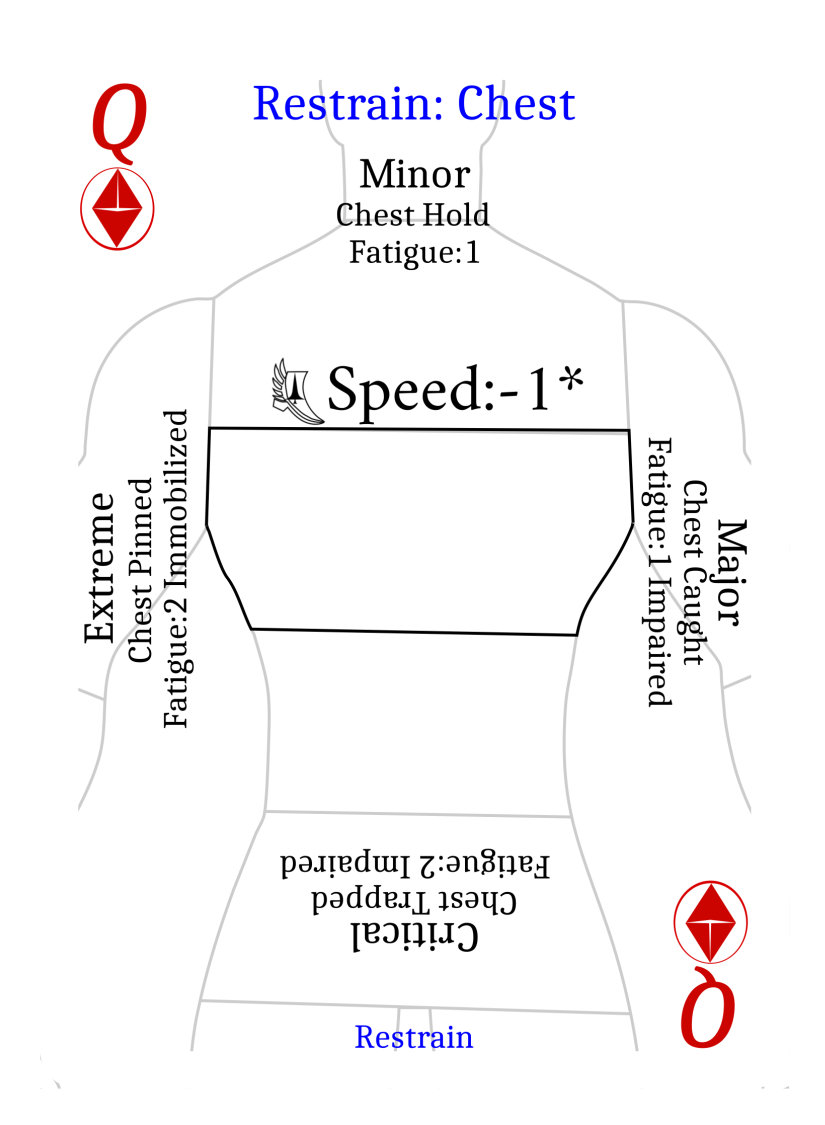 Q
Restrain: Chest
Minor
Chest Hold
Fatigue:1
Speed:-1*
Extreme
Chest Pinned
Fatigue:2 Immobilized
Major
Chest Caught
Fatigue: 1 Impaired
Critical
Chest Trapped
Fatigue:2 Impaired
Restrain
Q